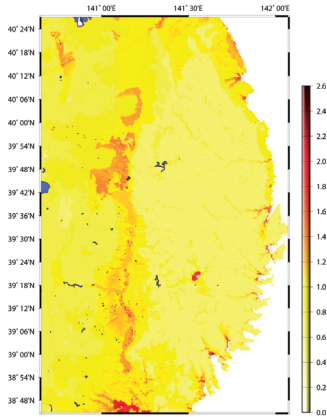 141° 00'E
141° 30'E
142° 00'E
40° 24'N
40° 18'N
40° 12'N
40° 06'N
40° 00'N
39° 54'N
39° 48'N
39° 42'N
39° 36'N
39° 30'N
39° 24'N
39° 18'N
39° 12'N
39° 06'N
39° 00'N
38° 54'N
38° 48'N
2.6
2.4
2.2
2.0
1.8
1.6
1.4
1.2
1.0
0.8
0.6
0.4
0.2
0.0